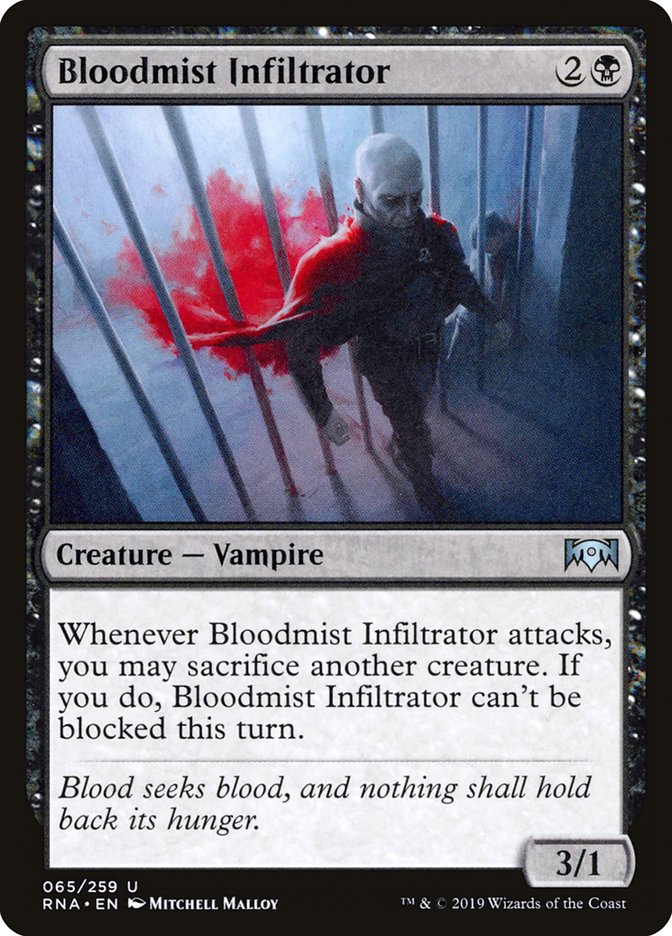 Bloodmist Infiltrator 2
Creature — Vampire
Whenever Bloodmist Infiltrator attacks,
you may sacrifice another creature. If
you do, Bloodmist Infiltrator can't be
blocked this turn.
Blood seeks blood, and nothing shall hold
back its hunger.
3/1
065/259 U
RNA • EN Mitchell Malloy
™ & © 2019 Wizards of the Coast